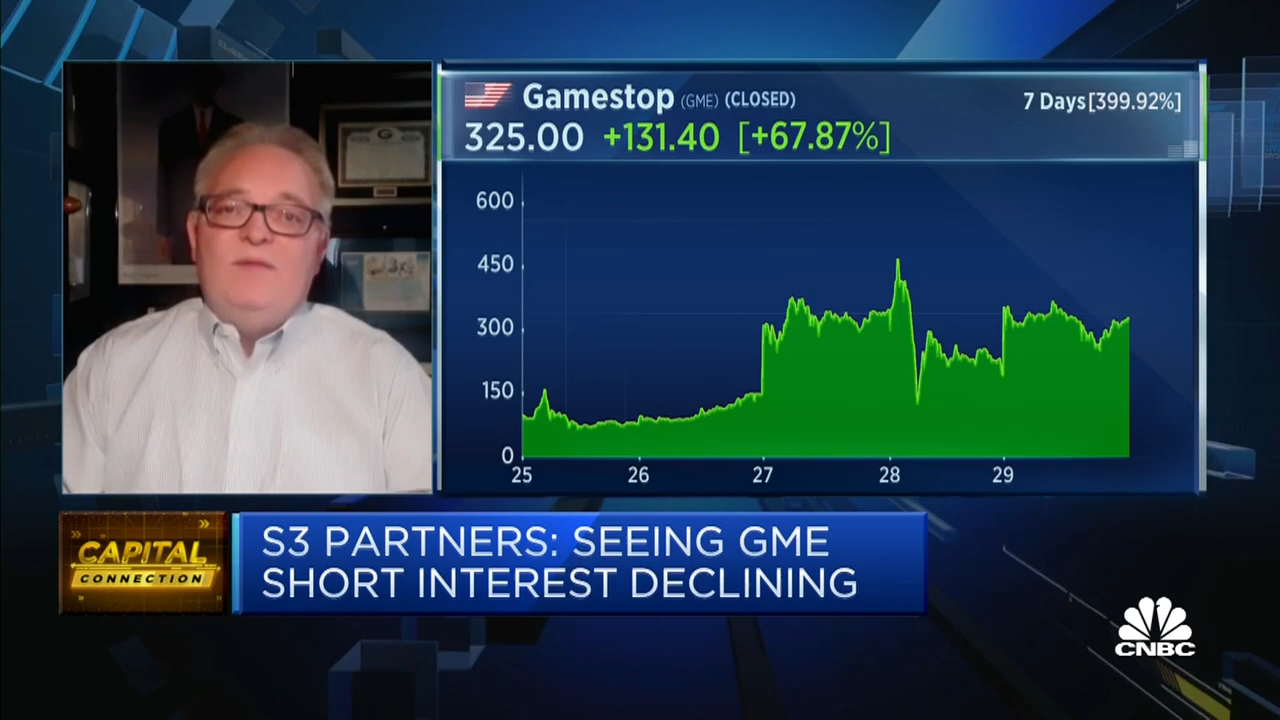 Gamestop (GME) (CLOSED)
7 Days[399.92%]
325.00 +131.40 [+67.87%]
600
450
300
150
0
25 26 27 28 29
CAPITAL
CONNECTION
S3 PARTNERS: SEEING GME
SHORT INTEREST DECLINING
CNBC